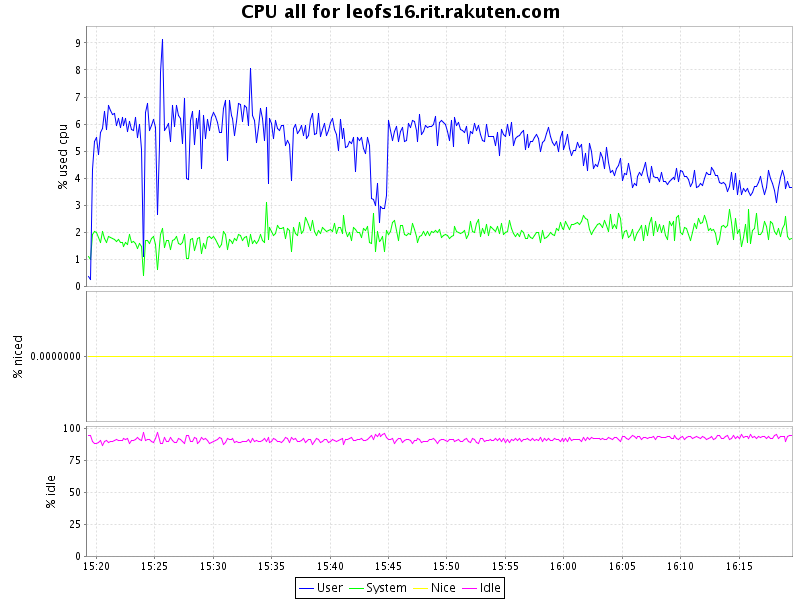 CPU all for leofs16.rit.rakuten.com
% used cpu
9
8
7
6
5
4
3
2
1
0
% niced
0.0000000
% idle
100
75
50
25
0
15:20 15:25 15:30 15:35 15:40 15:45 15:50 15:55 16:00 16:05 16:10 16:15
User System Nice Idle